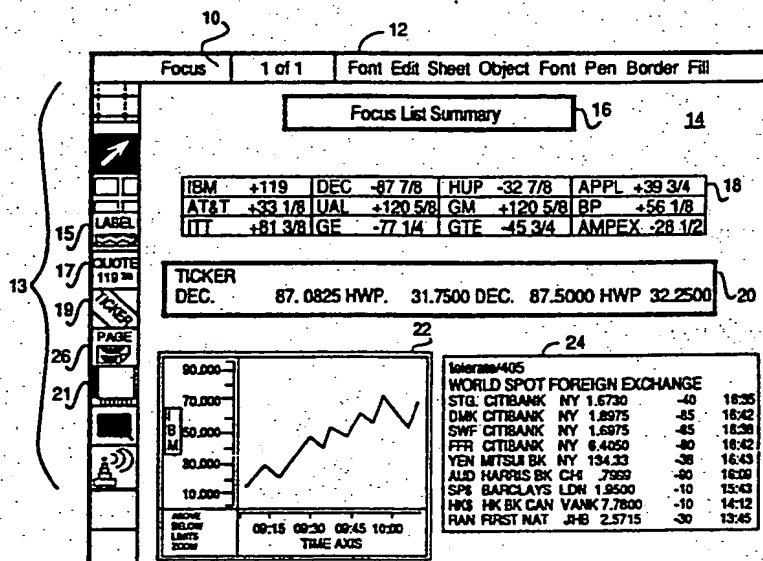 10 12
Focus 1 of 1 Font Edit Sheet Object Font Pen Border Fill
Focus List Summary 16 14
IBM +119 DEC -87 7/8 HUP -32 7/8 APPL +39 3/4 18
AT&T +33 1/8 UAL +120 5/8 GM +120 5/8 BP +56 1/8
ITT +81 3/8 GE -77 1/4 GTE -45 3/4 AMPEX -28 1/2
15 LABEL
17 QUOTE
119
13
19 TICKER
26 PAGE
21
TICKER
DEC. 87. 0825 HWP. 31.7500 DEC. 87.5000 HWP 32.2500 20
22
90.000
70.000
50.000
30.000
10.000
IBM
ABOVE
BELOW
LIMITS
ZOOM
09:15 09:30 09:45 10:00
TIME AXIS
24
telerate/405
WORLD SPOT FOREIGN EXCHANGE
STG. CITIBANK NY 1.6730 -40 16:35
DMK CITIBANK NY 1.8975 -85 16:42
SWF CITIBANK NY 1.6975 -85 16:38
FFR CITIBANK NY 6.4050 -80 16:42
YEN MITSUI BK NY 134.33 -38 16:43
AUD HARRIS BK CHI .7969 -90 16:09
SP$ BARCLAYS LDN 1.9500 -10 15:43
HK$ HK BK CAN VANK 7.7800 -10 14:12
RAN FIRST NAT JHB 2.5715 -30 13:45